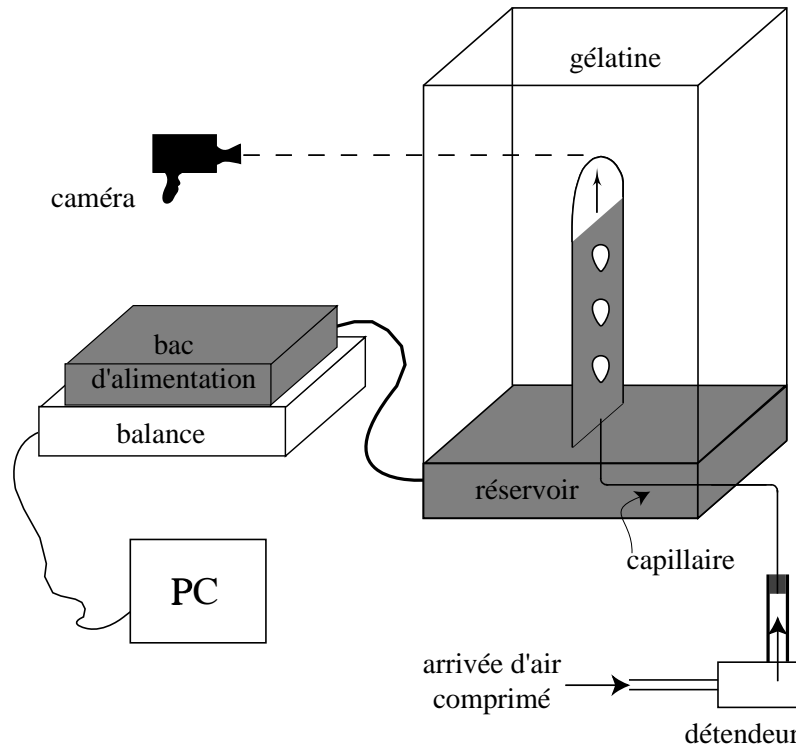 gélatine
caméra
bac
d'alimentation
balance
réservoir
capillaire
PC
arrivée d'air
comprimé
détendeur